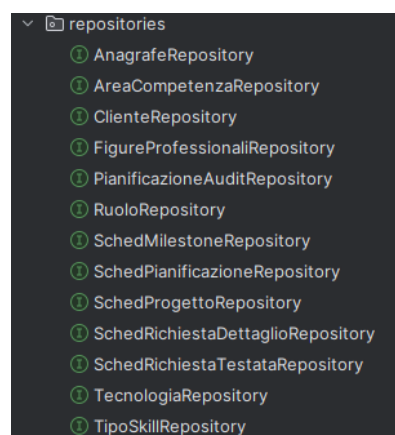 repositories
AnagrafeRepository
AreaCompetenzaRepository
ClienteRepository
FigureProfessionaliRepository
PianificazioneAuditRepository
RuoloRepository
SchedMilestoneRepository
SchedPianificazioneRepository
SchedProgettoRepository
SchedRichiestaDettaglioRepository
SchedRichiestaTestataRepository
TecnologiaRepository
TipoSkillRepository